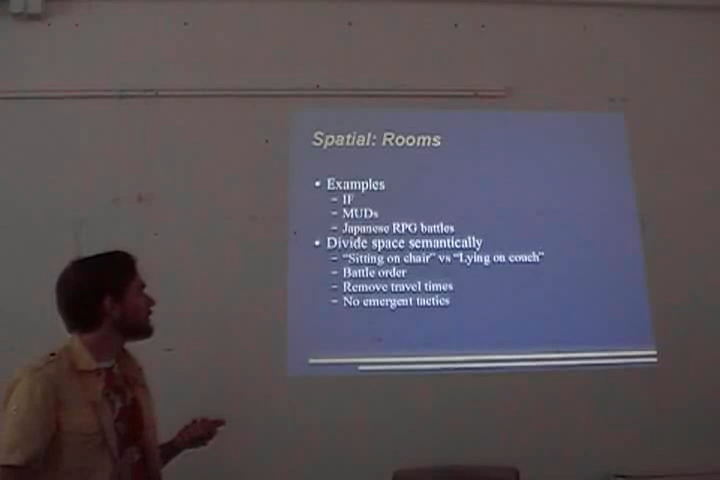 Spatial: Rooms
• Examples
– IF
– MUDs
– Japanese RPG battles
• Divide space semantically
– "Sitting on chair" vs "Lying on couch"
– Battle order
– Remove travel times
– No emergent tactics